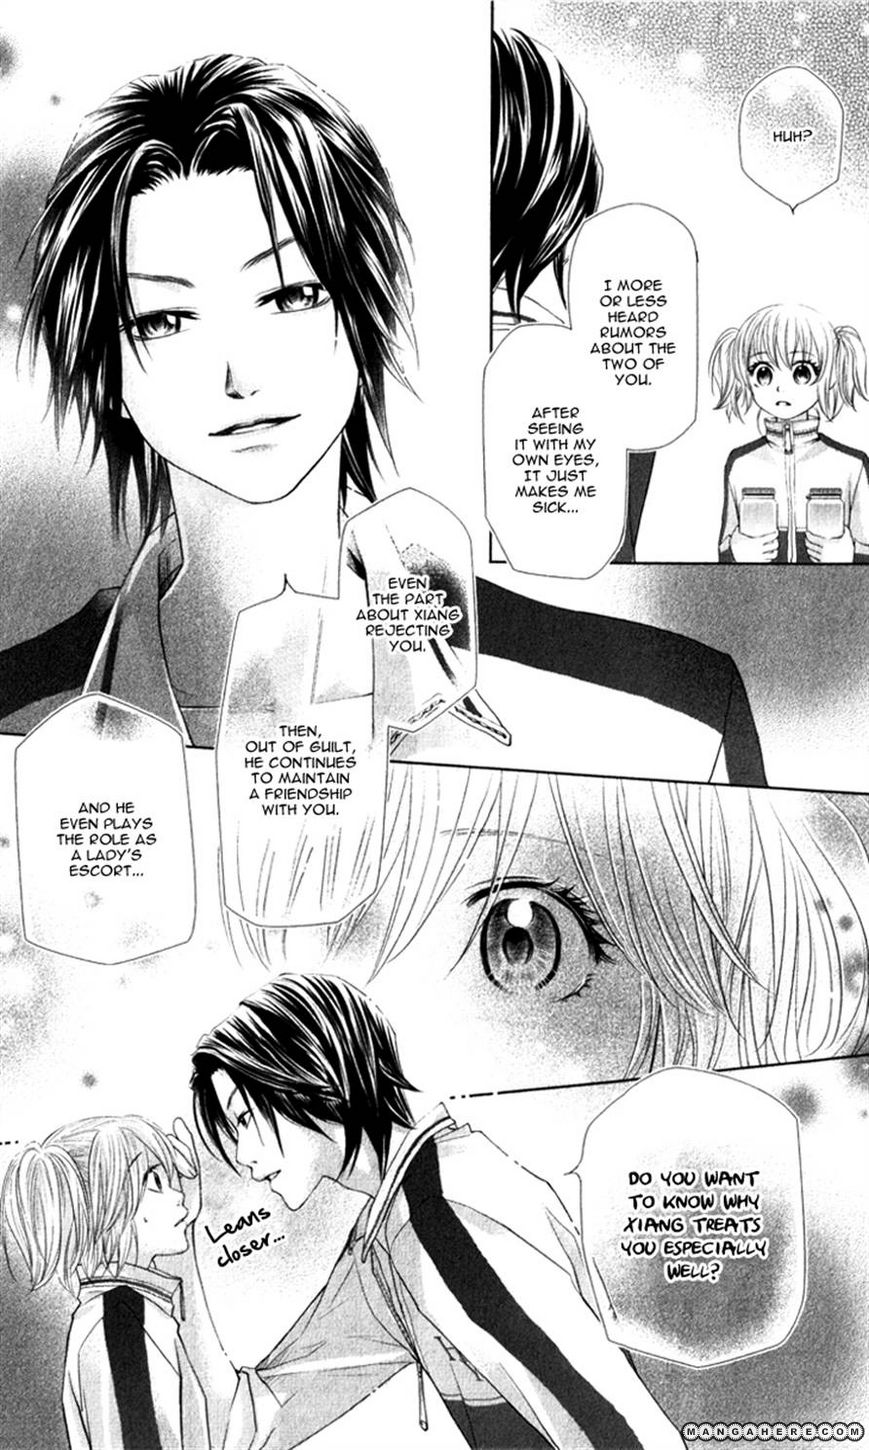 HUH?
I MORE
OR LESS
HEARD
RUMORS
ABOUT THE
TWO OF
YOU.
AFTER
SEEING
IT WITH MY
OWN EYES,
IT JUST
MAKES ME
SICK...
EVEN
THE PART
ABOUT XIANG
REJECTING
YOU.
THEN,
OUT OF GUILT,
HE CONTINUES
TO MAINTAIN
A FRIENDSHIP
WITH YOU.
AND HE
EVEN PLAYS
THE ROLE AS
A LADY'S
ESCORT...
Leans
closer...
DO YOU WANT
TO KNOW WHY
XIANG TREATS
YOU ESPECIALLY
WELL?
MANGAHERE.COM